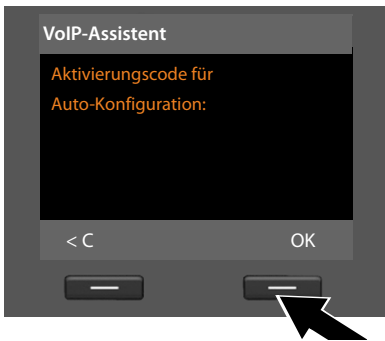 VoIP-Assistent
Aktivierungscode für
Auto-Konfiguration:
< C OK